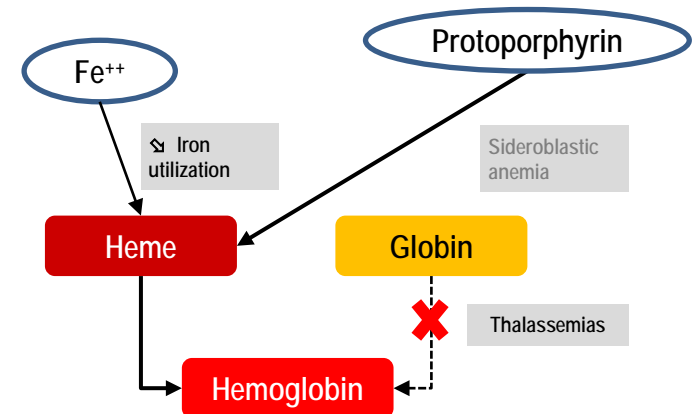 Protoporphyrin
Fe++
⬂ Iron
utilization
Sideroblastic
anemia
Heme
Globin
Thalassemias
Hemoglobin